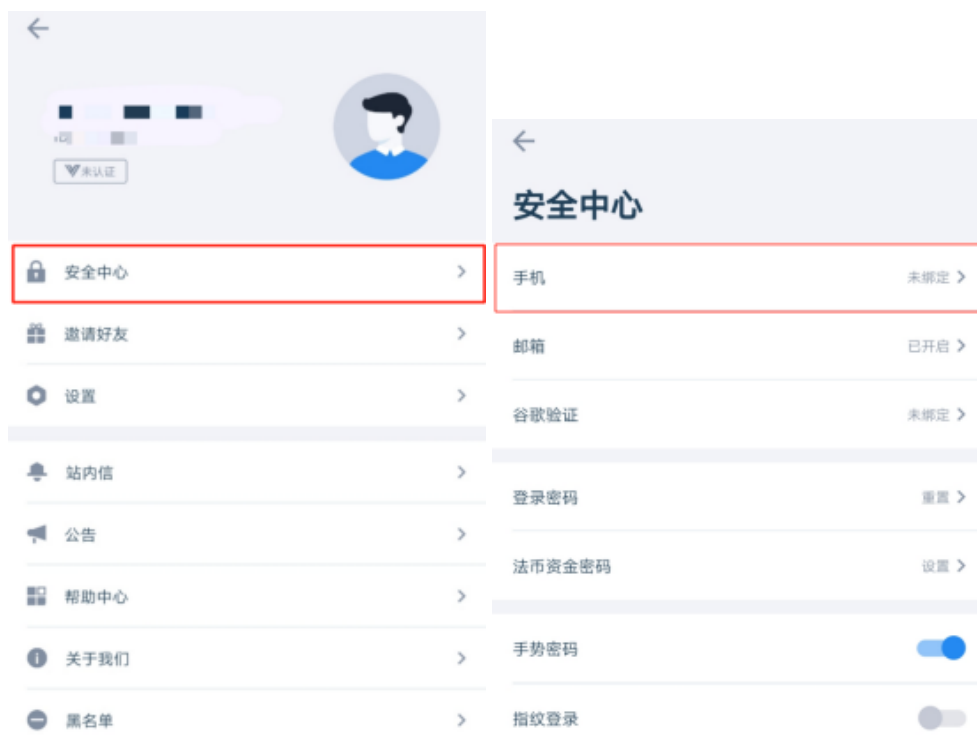 未认证
安全中心
邀请好友
设置
站内信
公告
帮助中心
关于我们
黑名单
安全中心
手机 未绑定
邮箱 已开启
谷歌验证 未绑定
登录密码 重置
法币资金密码 设置
手势密码
指纹登录